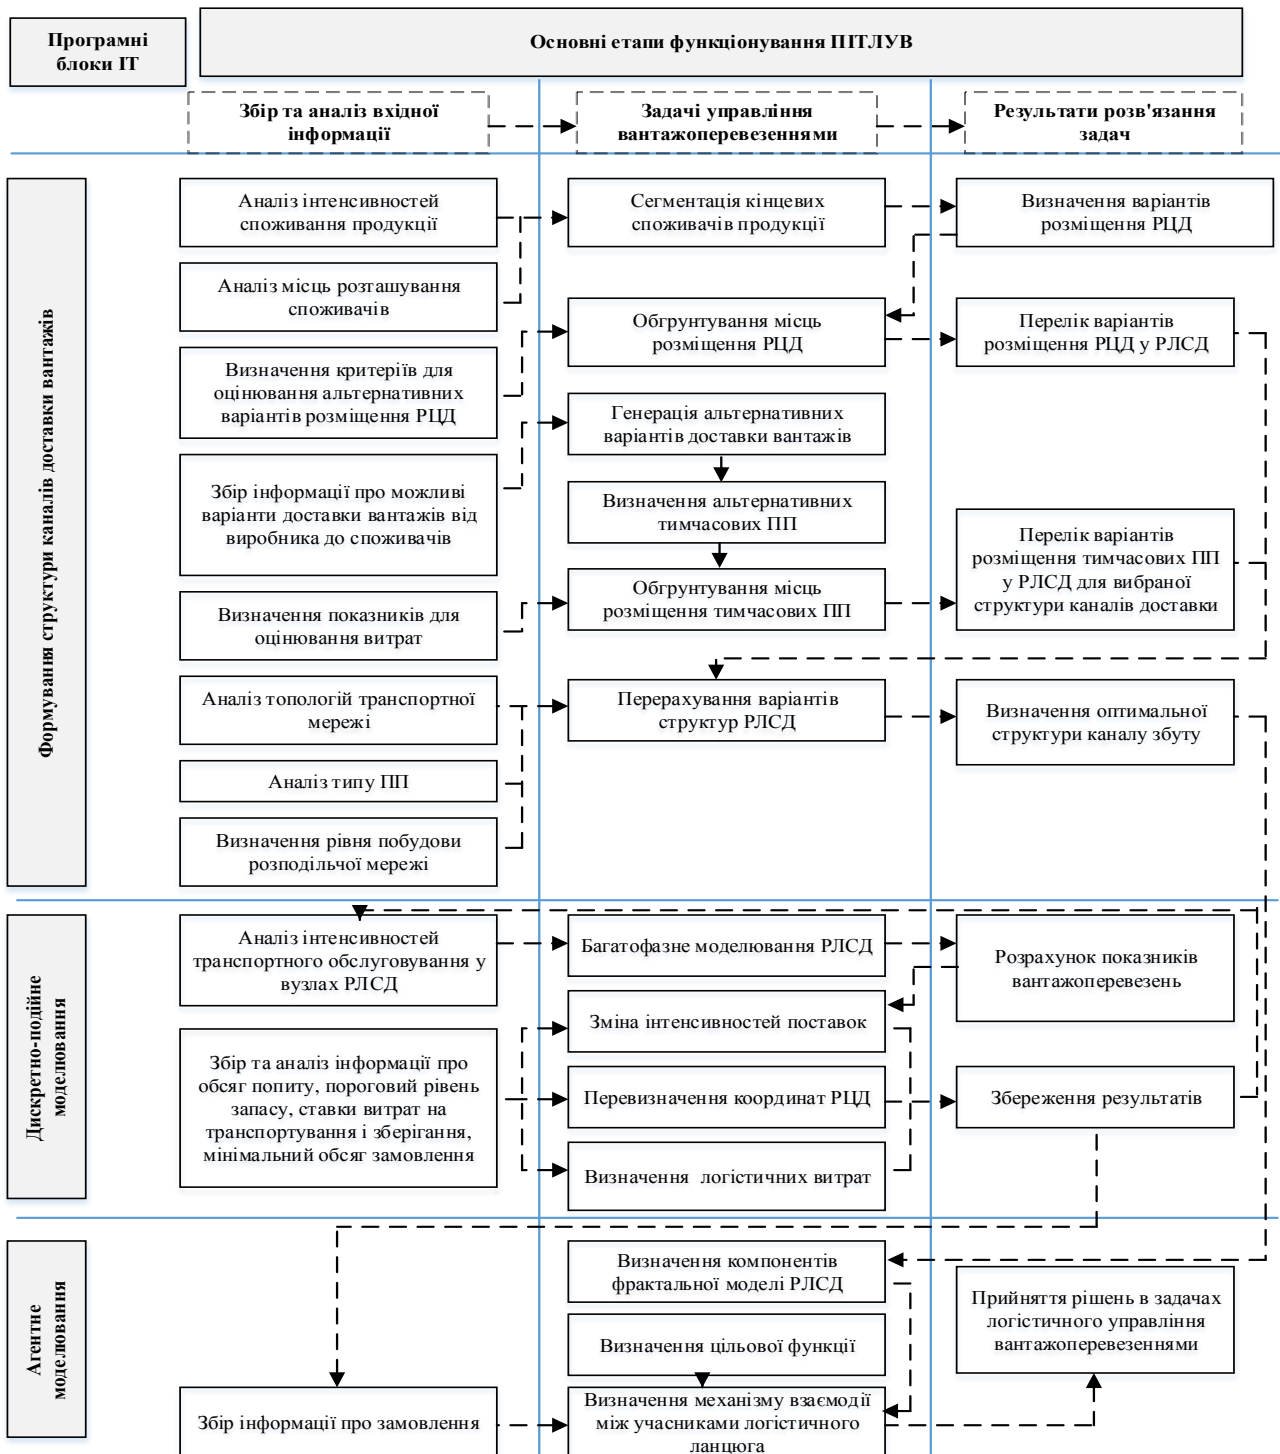 Програмні
блоки ІТ
Основні етапи функціонування ПІТЛУВ
Збір та аналіз вхідної
інформації
Задачі управління
вантажоперевезеннями
Результати розв'язання
задач
Формування структури каналів доставки вантажів
Аналіз інтенсивностей
споживання продукції
Сегментація кінцевих
споживачів продукції
Визначення варіантів
розміщення РЦД
Аналіз місць розташування
споживачів
Обгрунтування місць
розміщення РЦД
Перелік варіантів
розміщення РЦД у РЛСД
Визначення критеріїв для
оцінювання альтернативних
варіантів розміщення РЦД
Генерація альтернативних
варіантів доставки вантажів
Збір інформації про можливі
варіанти доставки вантажів від
виробника до споживачів
Визначення альтернативних
тимчасових ПП
Перелік варіантів
розміщення тимчасових ПП
у РЛСД для вибраної
структури каналів доставки
Визначення показників для
оцінювання витрат
Обгрунтування місць
розміщення тимчасових ПП
Аналіз топологій транспортної
мережі
Перерахування варіантів
структур РЛСД
Визначення оптимальної
структури каналу збуту
Аналіз типу ПП
Визначення рівня побудови
розподільчої мережі
Дискретно-подійне
моделювання
Аналіз інтенсивностей
транспортного обслуговування у
вузлах РЛСД
Багатофазне моделювання РЛСД
Розрахунок показників
вантажоперевезень
Зміна інтенсивностей поставок
Збір та аналіз інформації про
обсяг попиту, пороговий рівень
запасу, ставки витрат на
транспортування і зберігання,
мінімальний обсяг замовлення
Перевизначення координат РЦД
Збереження результатів
Визначення логістичних витрат
Агентне
моделювання
Визначення компонентів
фрактальної моделі РЛСД
Прийняття рішень в задачах
логістичного управління
вантажоперевезеннями
Визначення цільової функції
Збір інформації про замовлення
Визначення механізму взаємодії
між учасниками логістичного
ланцюга